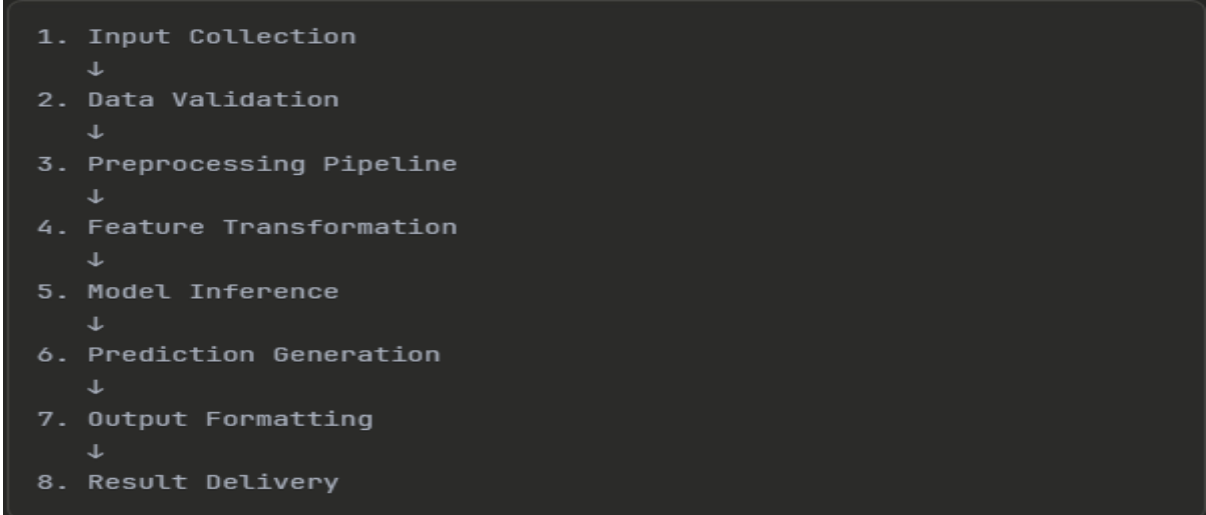 1. Input Collection
↓
2. Data Validation
↓
3. Preprocessing Pipeline
↓
4. Feature Transformation
↓
5. Model Inference
↓
6. Prediction Generation
↓
7. Output Formatting
↓
8. Result Delivery